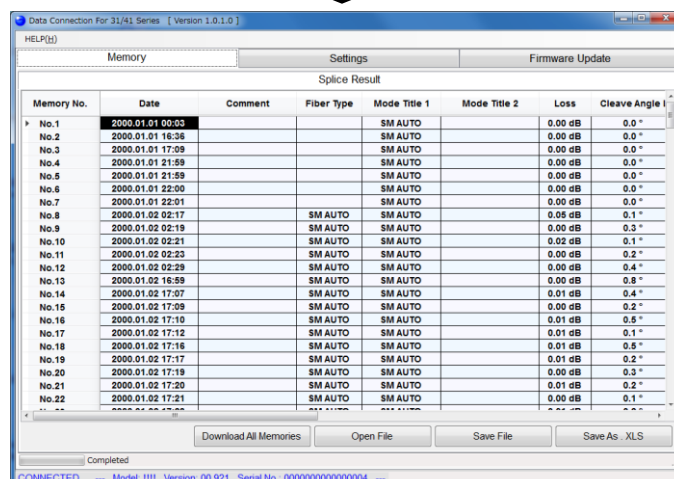 Data Connection For 31/41 Series [ Version 1.0.1.0 ]
HELP(H)
Memory Settings Firmware Update
Splice Result
Memory No. Date Comment Fiber Type Mode Title 1 Mode Title 2 Loss Cleave Angle
No.1 2000.01.01 00:03 SM AUTO 0.00 dB 0.0 °
No.2 2000.01.01 16:36 SM AUTO 0.00 dB 0.0 °
No.3 2000.01.01 17:09 SM AUTO 0.00 dB 0.0 °
No.4 2000.01.01 21:59 SM AUTO 0.00 dB 0.0 °
No.5 2000.01.01 21:59 SM AUTO 0.00 dB 0.0 °
No.6 2000.01.01 22:00 SM AUTO 0.00 dB 0.0 °
No.7 2000.01.01 22:01 SM AUTO 0.00 dB 0.0 °
No.8 2000.01.02 02:17 SM AUTO SM AUTO 0.05 dB 0.1 °
No.9 2000.01.02 02:19 SM AUTO SM AUTO 0.00 dB 0.3 °
No.10 2000.01.02 02:21 SM AUTO SM AUTO 0.02 dB 0.1 °
No.11 2000.01.02 02:23 SM AUTO SM AUTO 0.00 dB 0.2 °
No.12 2000.01.02 02:29 SM AUTO SM AUTO 0.00 dB 0.4 °
No.13 2000.01.02 16:59 SM AUTO SM AUTO 0.00 dB 0.8 °
No.14 2000.01.02 17:07 SM AUTO SM AUTO 0.01 dB 0.4 °
No.15 2000.01.02 17:09 SM AUTO SM AUTO 0.00 dB 0.2 °
No.16 2000.01.02 17:10 SM AUTO SM AUTO 0.01 dB 0.5 °
No.17 2000.01.02 17:12 SM AUTO SM AUTO 0.01 dB 0.1 °
No.18 2000.01.02 17:16 SM AUTO SM AUTO 0.01 dB 0.5 °
No.19 2000.01.02 17:17 SM AUTO SM AUTO 0.01 dB 0.2 °
No.20 2000.01.02 17:19 SM AUTO SM AUTO 0.00 dB 0.3 °
No.21 2000.01.02 17:20 SM AUTO SM AUTO 0.01 dB 0.2 °
No.22 2000.01.02 17:21 SM AUTO SM AUTO 0.00 dB 0.1 °
Download All Memories Open File Save File Save As . XLS
Completed
CONNECTED --- Model: !!!! Version: 00.921 Serial No.: 0000000000000004 ---